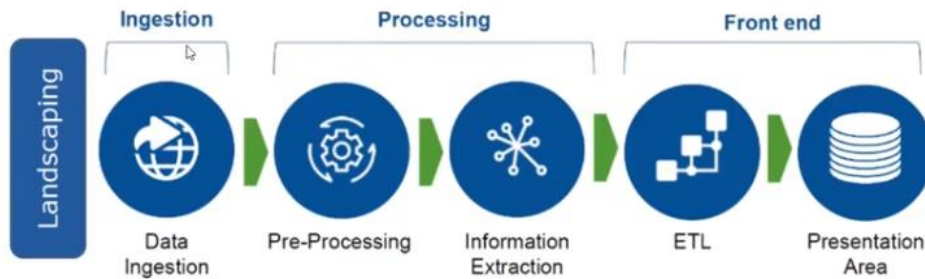 Ingestion
Processing
Front end
Landscaping
Data
Ingestion
Pre-Processing
Information
Extraction
ETL
Presentation
Area